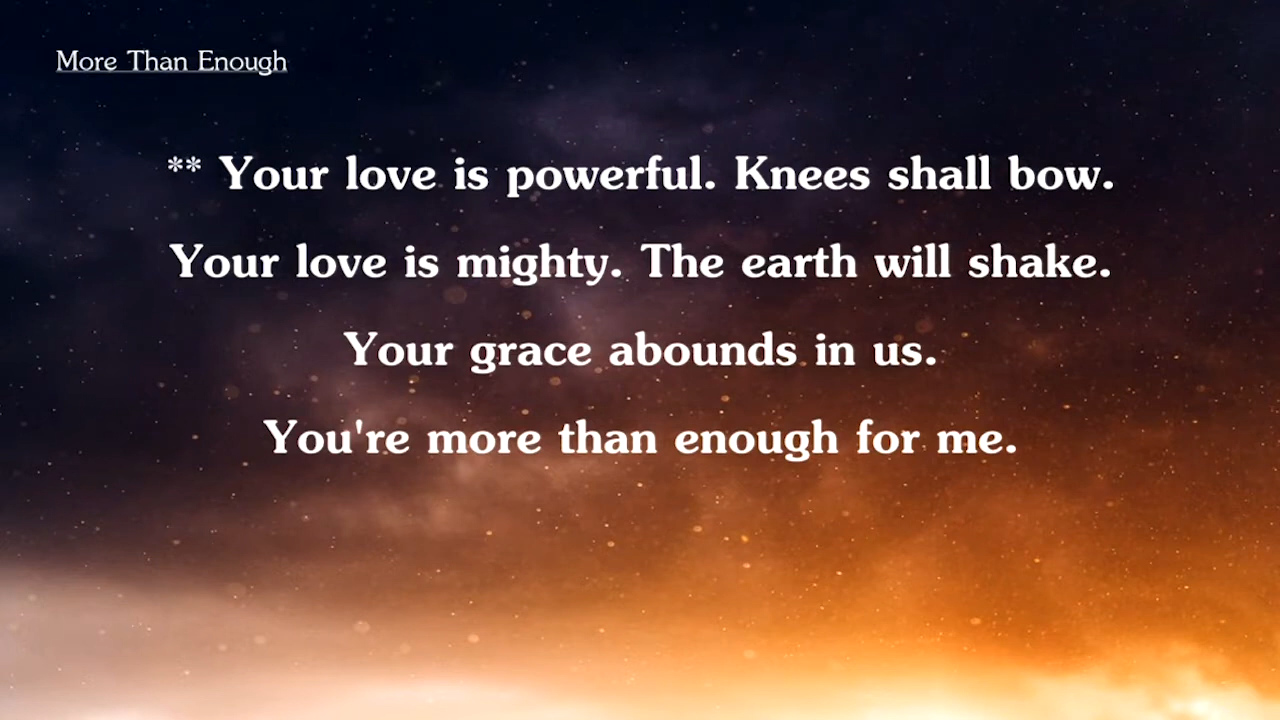 More Than Enough
** Your love is powerful. Knees shall bow.
Your love is mighty. The earth will shake.
Your grace abounds in us.
You're more than enough for me.